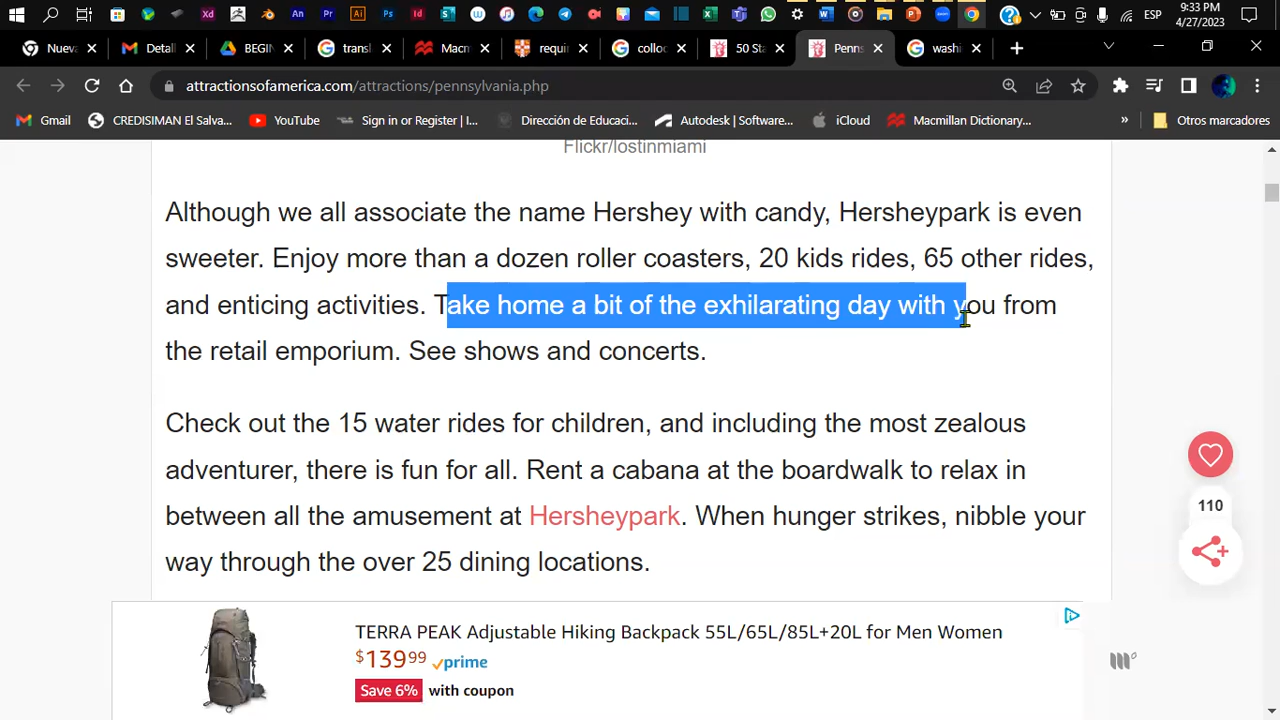 9:33 PM
ESP
4/27/2023
Nueva
Detall
BEGIN
transl
Macm
requir
colloc
50 Sta
Penns
washi
attractionsofamerica.com/attractions/pennsylvania.php
Gmail
CREDISIMAN El Salva...
YouTube
Sign in or Register | I...
Dirección de Educaci...
Autodesk | Software...
iCloud
Macmillan Dictionary...
»
Otros marcadores
Flickr/lostinmiami
Although we all associate the name Hershey with candy, Hersheypark is even
sweeter. Enjoy more than a dozen roller coasters, 20 kids rides, 65 other rides,
and enticing activities. Take home a bit of the exhilarating day with you from
the retail emporium. See shows and concerts.
Check out the 15 water rides for children, and including the most zealous
adventurer, there is fun for all. Rent a cabana at the boardwalk to relax in
between all the amusement at Hersheypark. When hunger strikes, nibble your
way through the over 25 dining locations.
110
TERRA PEAK Adjustable Hiking Backpack 55L/65L/85L+20L for Men Women
$139.99 prime
Save 6% with coupon